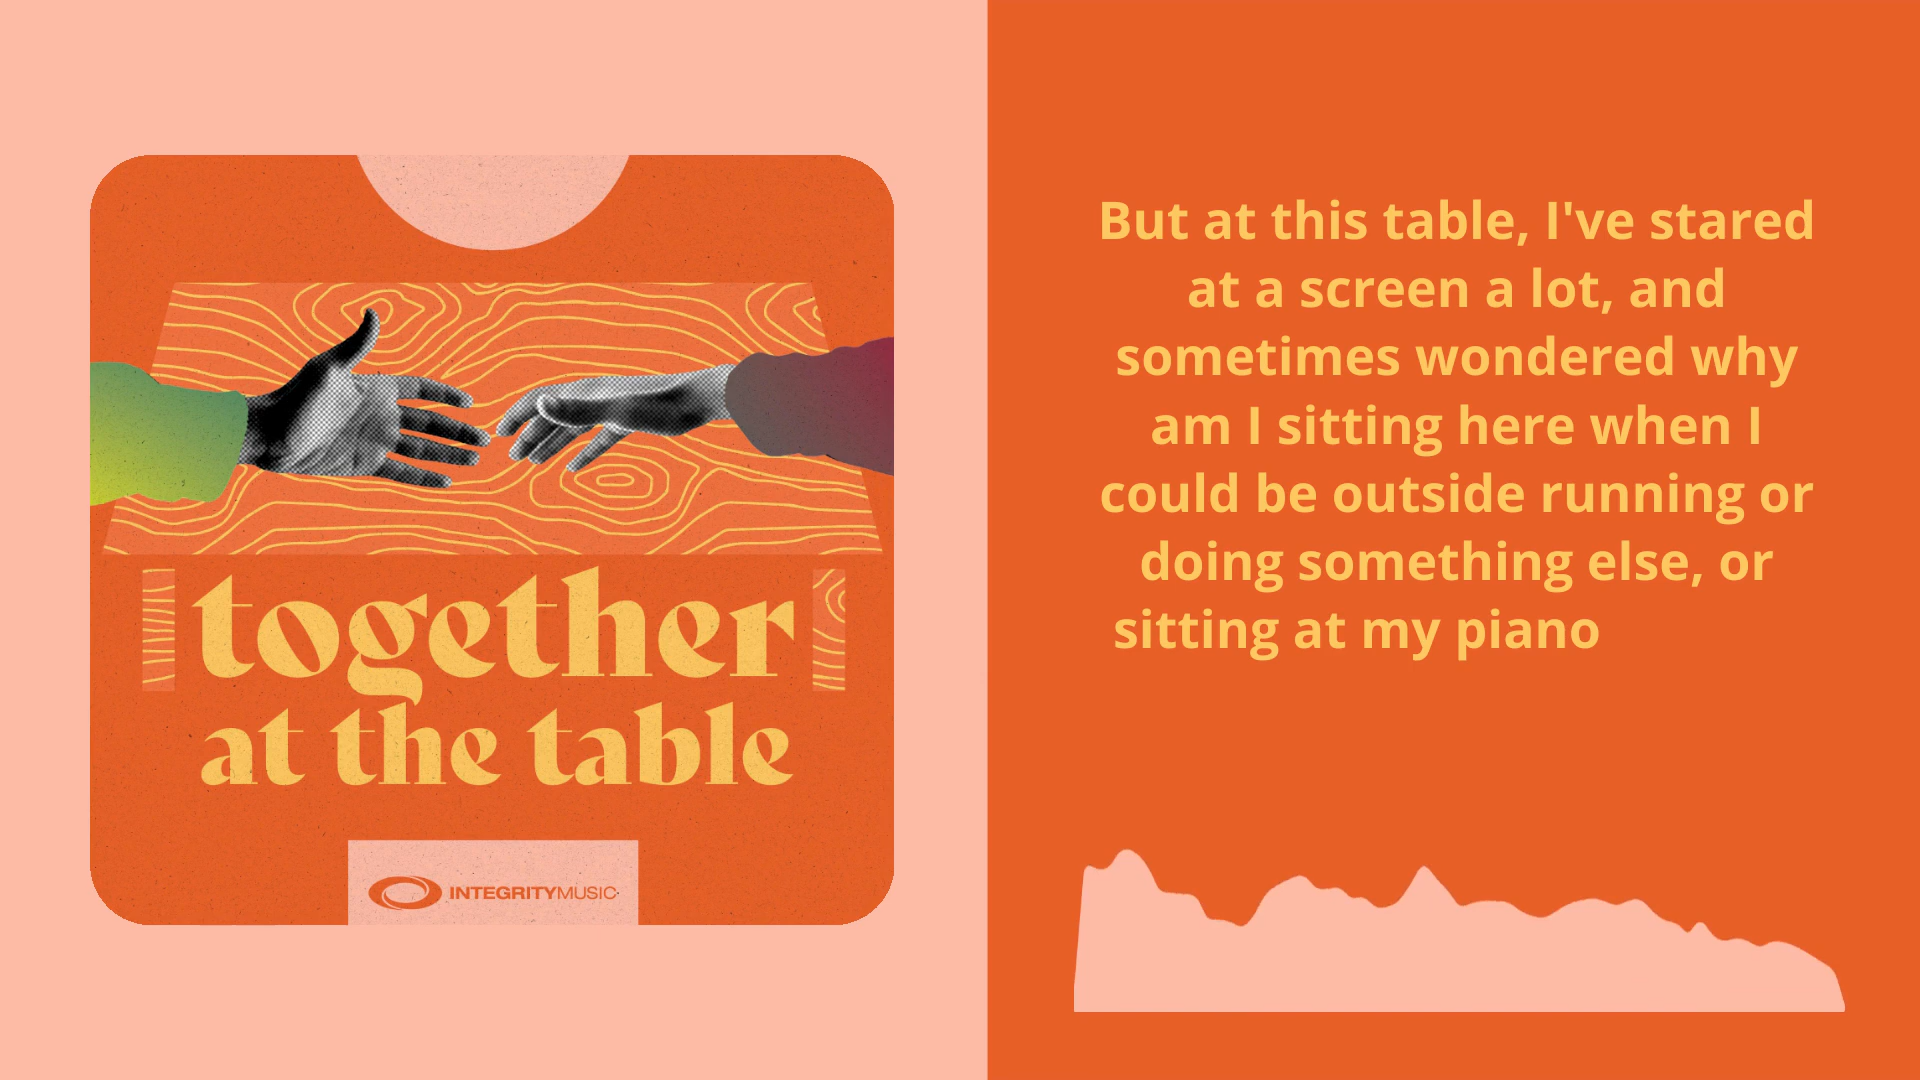 together
at the table
INTEGRITYMUSIC
But at this table, I've stared
at a screen a lot, and
sometimes wondered why
am I sitting here when I
could be outside running or
doing something else, or
sitting at my piano